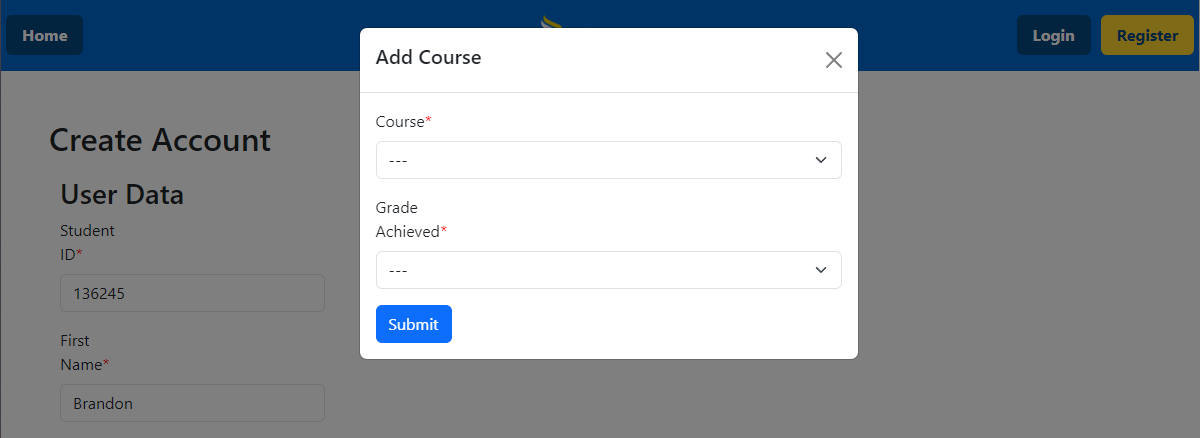 Home
Login
Register
Add Course
Course*
---
Grade
Achieved*
---
Submit
Create Account
User Data
Student
ID*
136245
First
Name*
Brandon